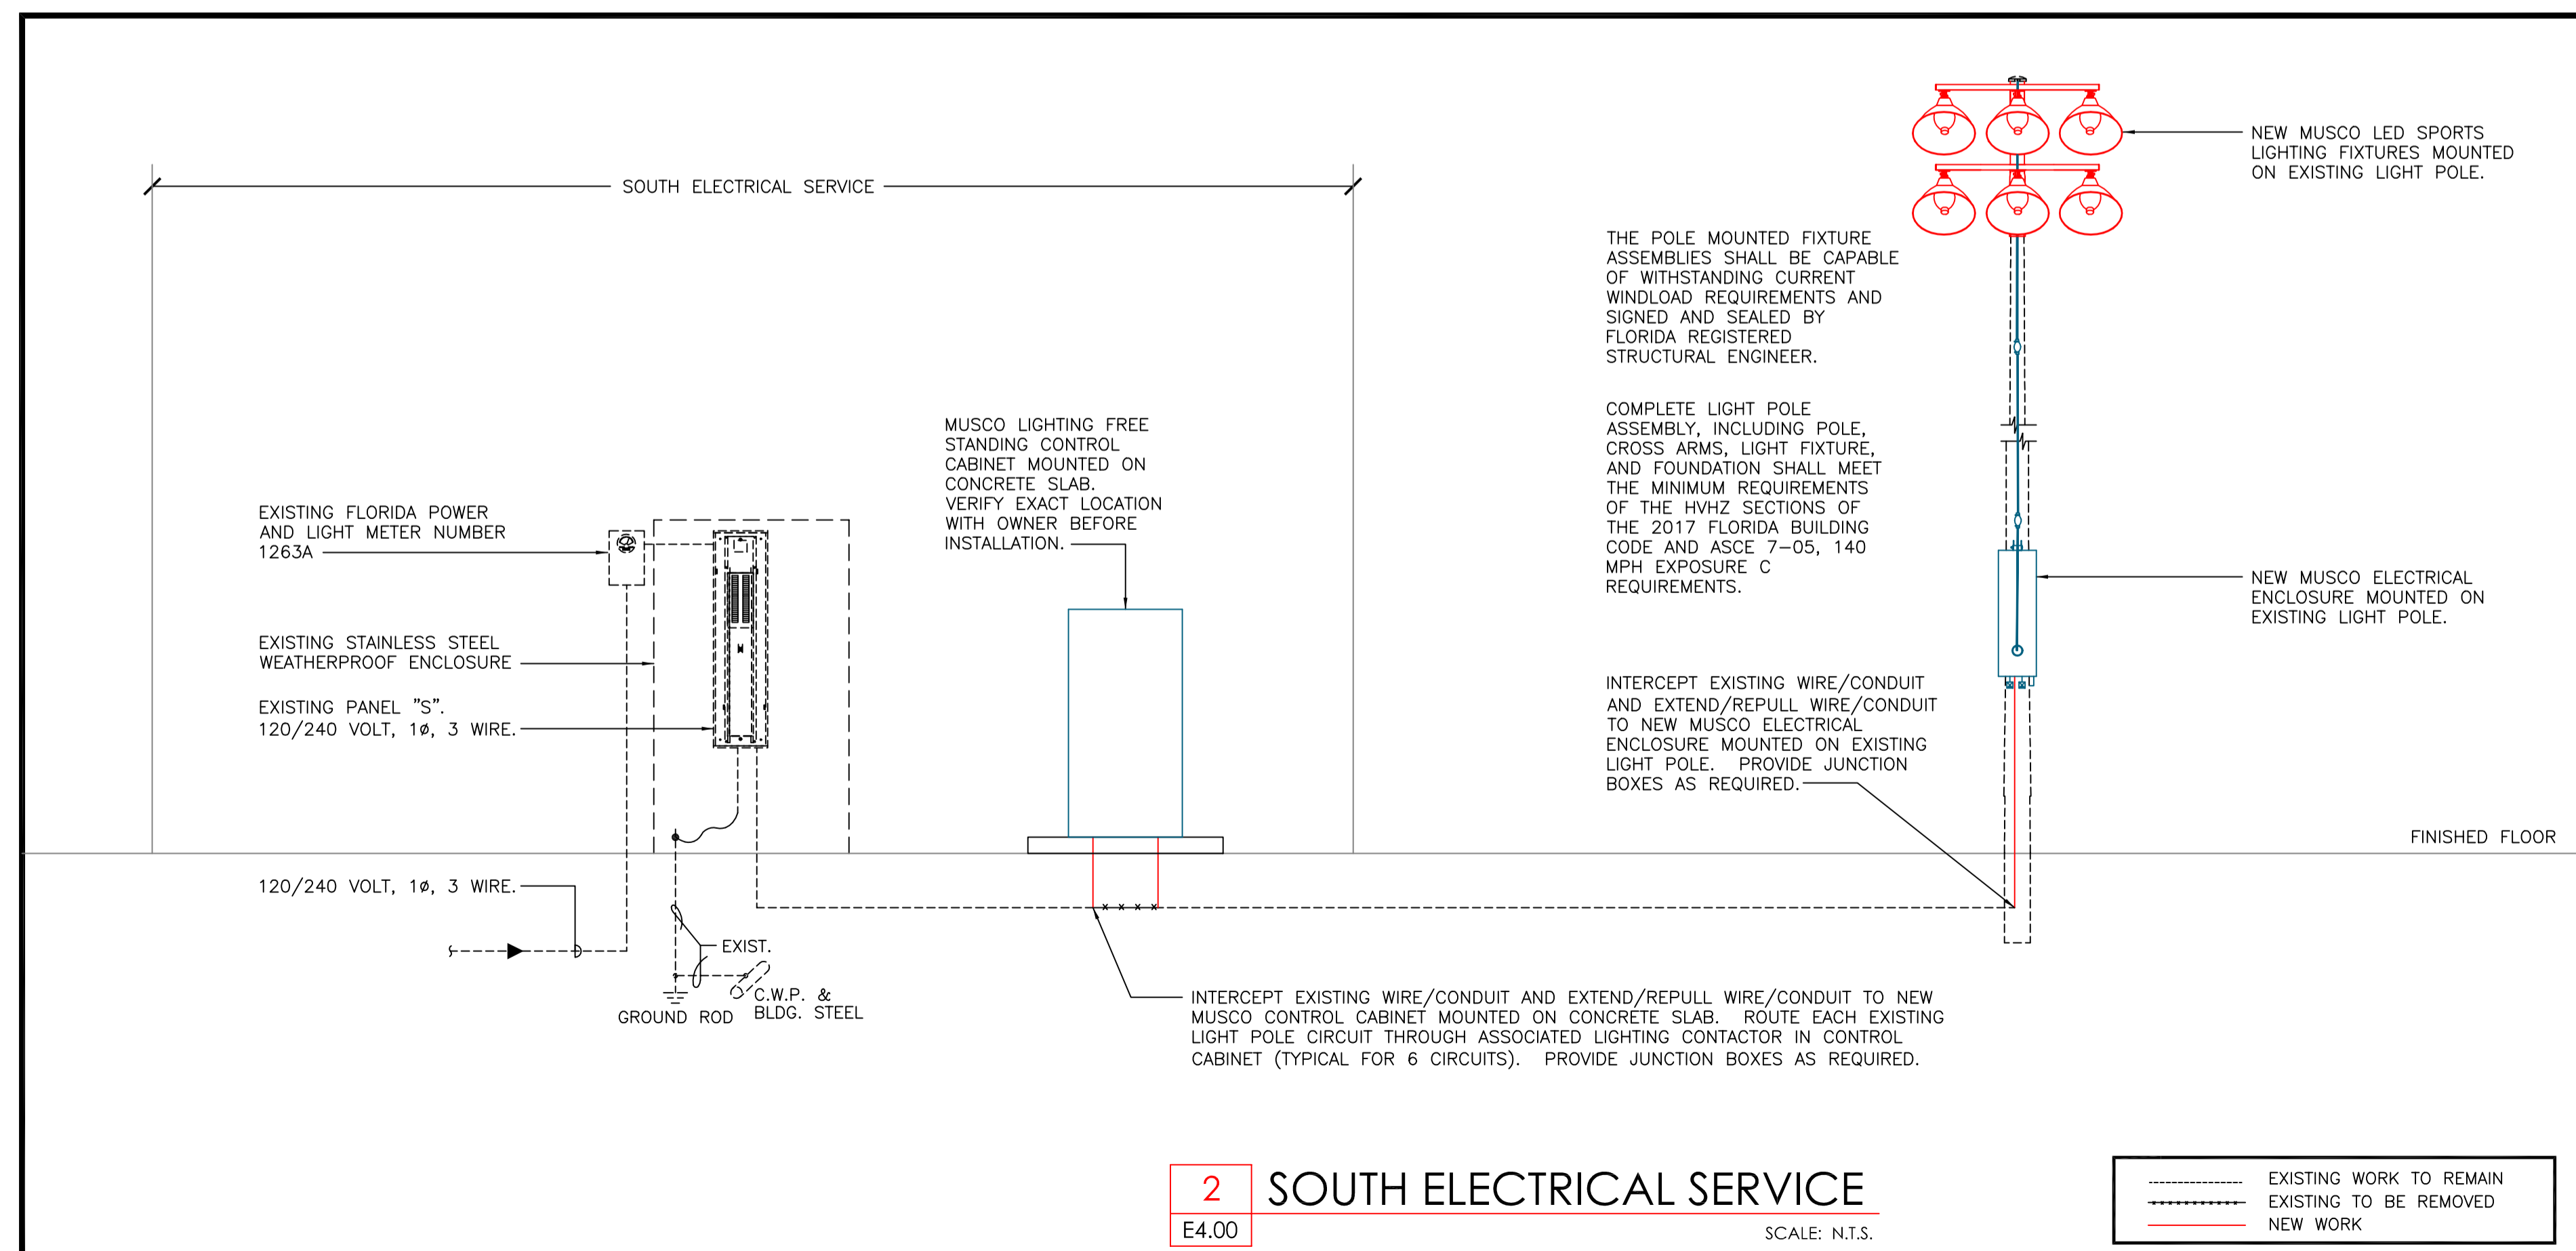 SOUTH ELECTRICAL SERVICE
NEW MUSCO LED SPORTS
LIGHTING FIXTURES MOUNTED
ON EXISTING LIGHT POLE.
THE POLE MOUNTED FIXTURE
ASSEMBLIES SHALL BE CAPABLE
OF WITHSTANDING CURRENT
WINDLOAD REQUIREMENTS AND
SIGNED AND SEALED BY
FLORIDA REGISTERED
STRUCTURAL ENGINEER.
COMPLETE LIGHT POLE
ASSEMBLY, INCLUDING POLE,
CROSS ARMS, LIGHT FIXTURE,
AND FOUNDATION SHALL MEET
THE MINIMUM REQUIREMENTS
OF THE HVHZ SECTIONS OF
THE 2017 FLORIDA BUILDING
CODE AND ASCE 7-05, 140
MPH EXPOSURE C
REQUIREMENTS.
MUSCO LIGHTING FREE
STANDING CONTROL
CABINET MOUNTED ON
CONCRETE SLAB.
VERIFY EXACT LOCATION
WITH OWNER BEFORE
INSTALLATION.
EXISTING FLORIDA POWER
AND LIGHT METER NUMBER
1263A
EXISTING STAINLESS STEEL
WEATHERPROOF ENCLOSURE
EXISTING PANEL "S".
120/240 VOLT, 1ø, 3 WIRE.
NEW MUSCO ELECTRICAL
ENCLOSURE MOUNTED ON
EXISTING LIGHT POLE.
INTERCEPT EXISTING WIRE/CONDUIT
AND EXTEND/REPULL WIRE/CONDUIT
TO NEW MUSCO ELECTRICAL
ENCLOSURE MOUNTED ON EXISTING
LIGHT POLE. PROVIDE JUNCTION
BOXES AS REQUIRED.
FINISHED FLOOR
120/240 VOLT, 1ø, 3 WIRE.
EXIST.
C.W.P. &
BLDG. STEEL
GROUND ROD
INTERCEPT EXISTING WIRE/CONDUIT AND EXTEND/REPULL WIRE/CONDUIT TO NEW
MUSCO CONTROL CABINET MOUNTED ON CONCRETE SLAB. ROUTE EACH EXISTING
LIGHT POLE CIRCUIT THROUGH ASSOCIATED LIGHTING CONTACTOR IN CONTROL
CABINET (TYPICAL FOR 6 CIRCUITS). PROVIDE JUNCTION BOXES AS REQUIRED.
2
SOUTH ELECTRICAL SERVICE
E4.00
SCALE: N.T.S.
EXISTING WORK TO REMAIN
EXISTING TO BE REMOVED
NEW WORK